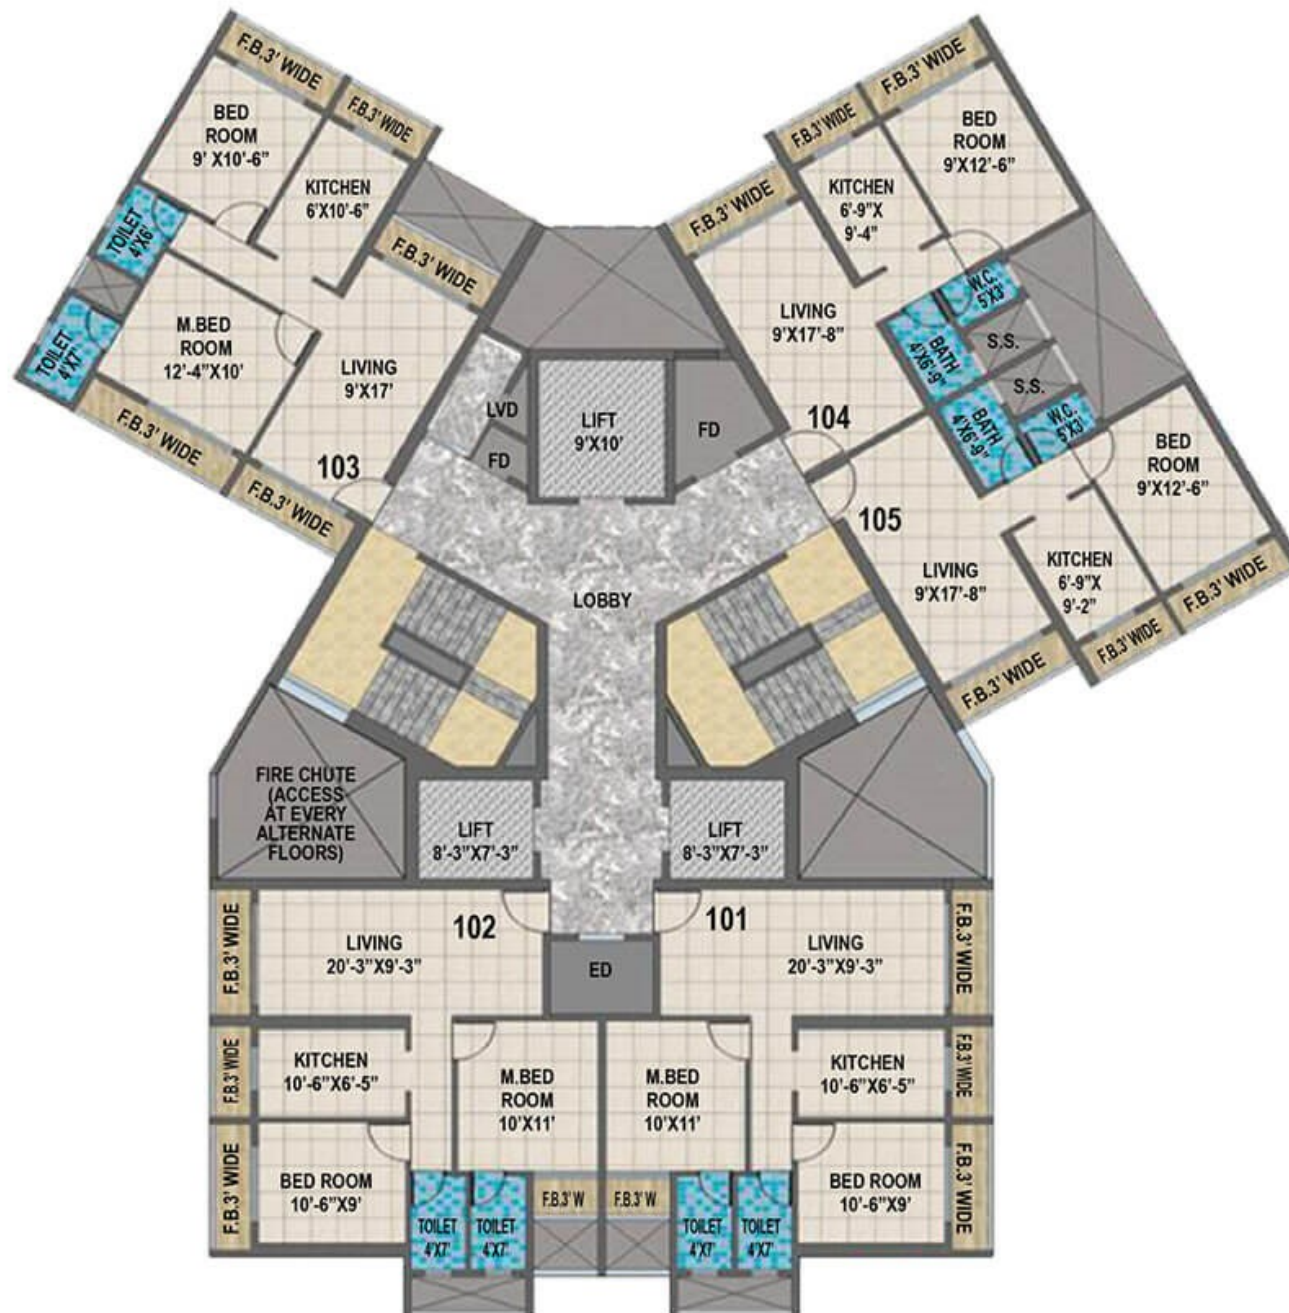 F.B.3' WIDE
BED
ROOM
9' X10'-6"
F.B.3' WIDE
KITCHEN
6'X10'-6"
TOILET
4'X6'
F.B.3' WIDE
M.BED
ROOM
12'-4"X10'
TOILET
4'X7'
LIVING
9'X17'
F.B.3' WIDE
103
F.B.3' WIDE
F.B.3' WIDE
F.B.3' WIDE
BED
ROOM
9'X12'-6"
KITCHEN
6'-9"X
9'-4"
F.B.3' WIDE
LIVING
9'X17'-8"
W.C.
5'X3'
BATH
4'X6'-9"
S.S.
104
LVD
FD
LIFT
9'X10'
FD
S.S.
BATH
4'X6'-9"
W.C.
5'X3'
BED
ROOM
9'X12'-6"
105
LIVING
9'X17'-8"
KITCHEN
6'-9"X
9'-2"
F.B.3' WIDE
F.B.3' WIDE
F.B.3' WIDE
LOBBY
FIRE CHUTE
(ACCESS
AT EVERY
ALTERNATE
FLOORS)
LIFT
8'-3"X7'-3"
LIFT
8'-3"X7'-3"
F.B.3' WIDE
LIVING
20'-3"X9'-3"
102
ED
101
LIVING
20'-3"X9'-3"
F.B.3' WIDE
F.B.3' WIDE
KITCHEN
10'-6"X6'-5"
M.BED
ROOM
10'X11'
M.BED
ROOM
10'X11'
KITCHEN
10'-6"X6'-5"
F.B.3' WIDE
F.B.3' WIDE
BED ROOM
10'-6"X9'
TOILET
4'X7'
TOILET
4'X7'
F.B.3' W
F.B.3' W
TOILET
4'X7'
TOILET
4'X7'
BED ROOM
10'-6"X9'
F.B.3' WIDE